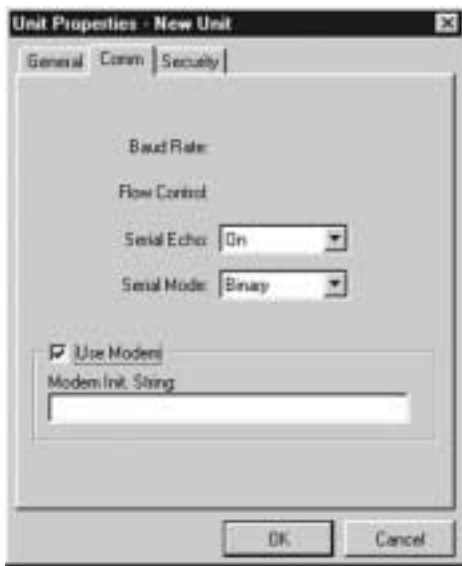 Unit Properties - New Unit
General Comm Security
Baud Rate:
Flow Control
Serial Echo: On
Serial Mode: Binary
Use Modem
Modem Init. String:
OK Cancel